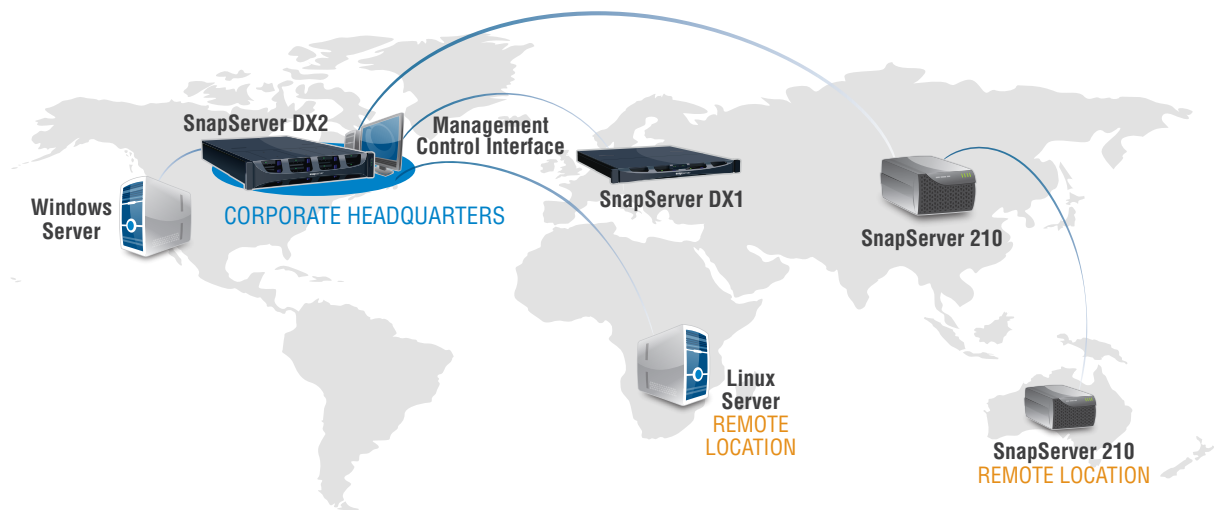 SnapServer DX2
Management
Control Interface
SnapServer DX1
Windows
Server
CORPORATE HEADQUARTERS
SnapServer 210
Linux
Server
REMOTE
LOCATION
SnapServer 210
REMOTE LOCATION